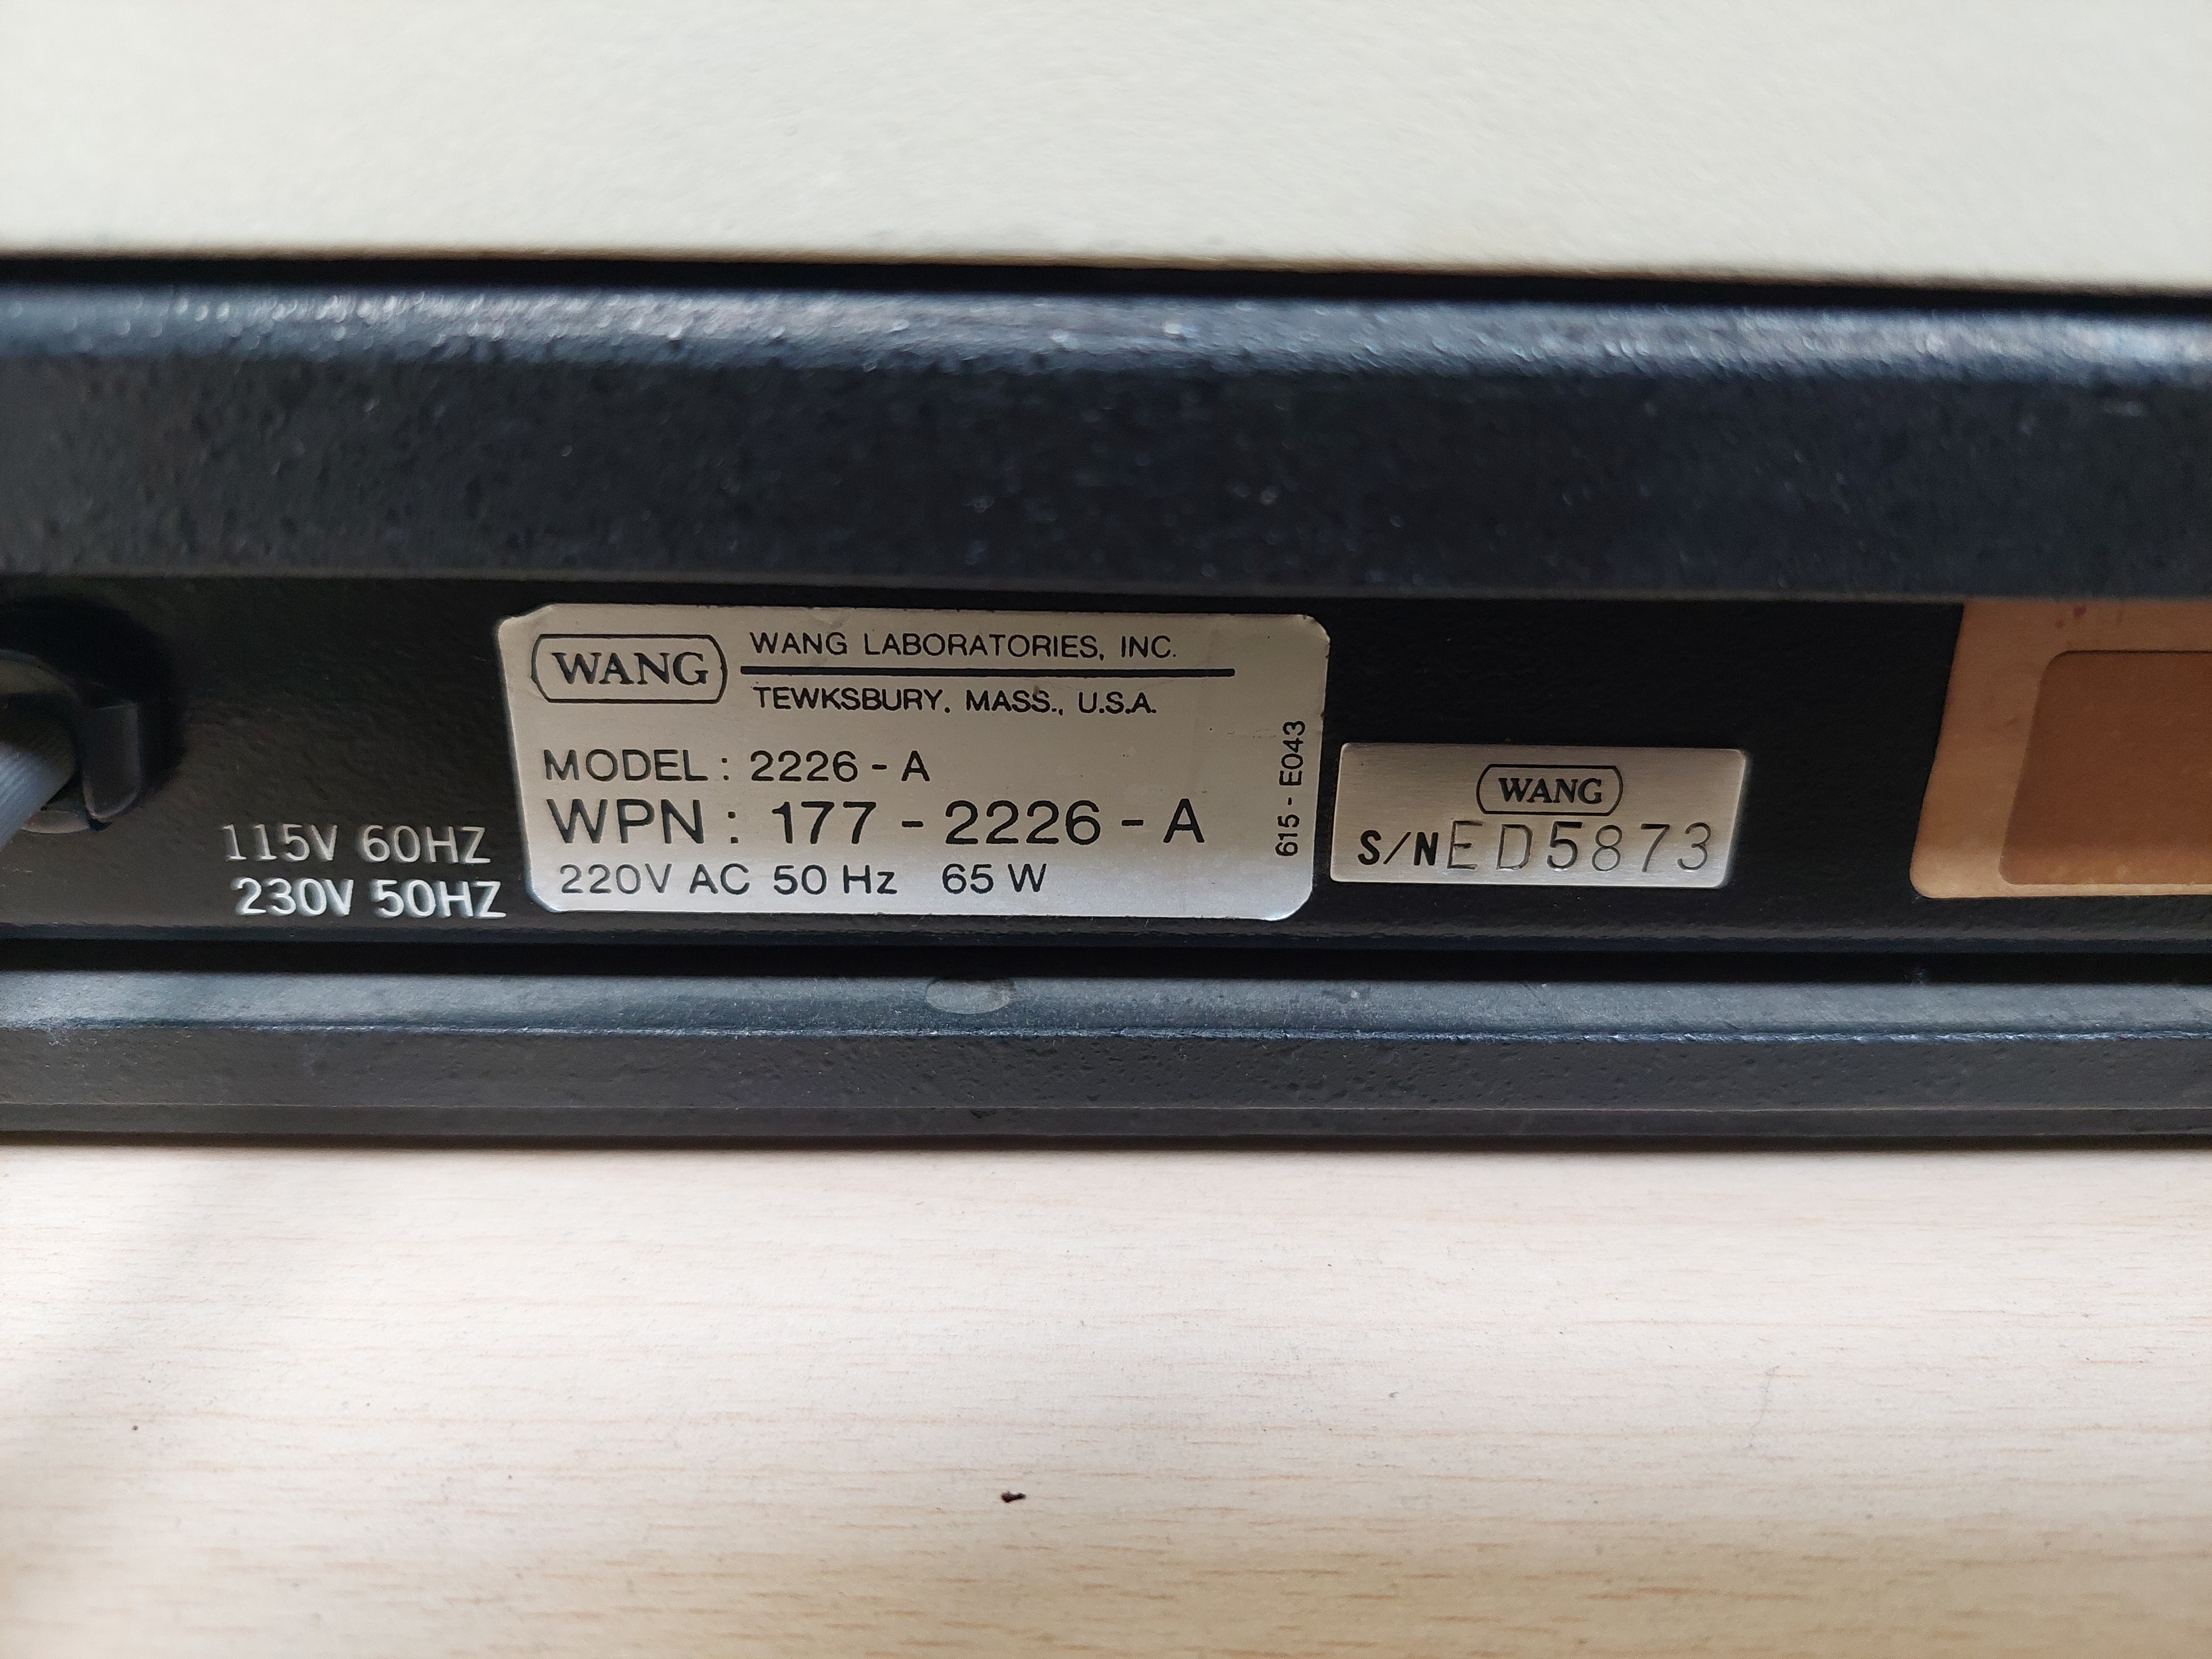 115V 60HZ
230V 50HZ
WANG
WANG LABORATORIES, INC.
TEWKSBURY, MASS., U.S.A.
MODEL : 2226 - A
WPN : 177 - 2226 - A
220V AC 50 Hz 65 W
615 - E043
WANG
S/N ED5873